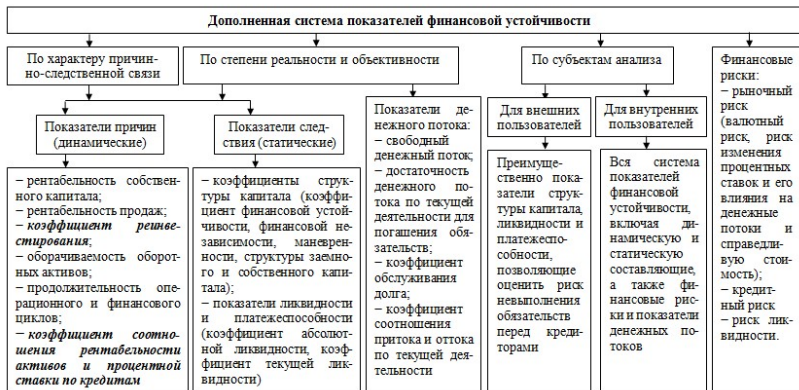 Дополненная система показателей финансовой устойчивости
По характеру причин-
но-следственной связи
По степени реальности и объективности
По субъектам анализа
Финансовые
риски:
– рыночный
риск
(валютный
риск, риск
изменения
процентных
ставок и его
влияния на
денежные
потоки и
справедли-
вую стои-
мость);
– кредит-
ный риск
– риск лик-
видности.
Показатели причин
(динамические)
Показатели след-
ствия (статические)
Показатели де-
нежного потока:
– свободный
денежный поток;
– достаточность
денежного по-
тока по текущей
деятельности для
погашения обя-
зательств;
– коэффициент
обслуживания
долга;
– коэффициент
соотношения
притока и оттока
по текущей дея-
тельности
Для внешних
пользователей
Для внутренних
пользователей
– рентабельность собствен-
ного капитала;
– рентабельность продаж;
– коэффициент реинве-
стирования;
– оборачиваемость оборот-
ных активов;
– продолжительность опе-
рационного и финансового
циклов;
– коэффициент соотно-
шения рентабельности
активов и процентной
ставки по кредитам
– коэффициенты струк-
туры капитала (коэффи-
циент финансовой устой-
чивости, финансовой не-
зависимости, маневрен-
ности, структуры заемно-
го и собственного капи-
тала);
– показатели ликвидности
и платежеспособности
(коэффициент абсолют-
ной ликвидности, коэф-
фициент текущей лик-
видности)
Преимуще-
ственно пока-
затели структу-
ры капитала,
ликвидности и
платежеспо-
собности,
позволяющие
оценить риск
невыполнения
обязательств
перед креди-
торами
Вся система
показателей
финансовой
устойчивости,
включая ди-
намическую и
статическую
составляющие,
а также фи-
нансовые рис-
ки и показатели
денежных по-
токов